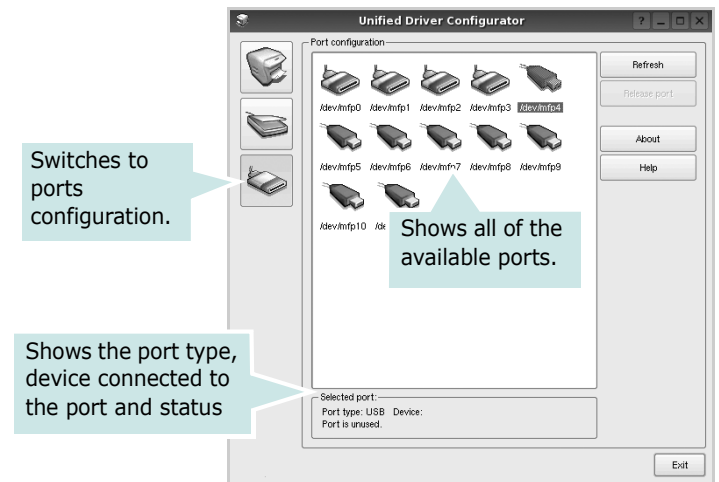 Unified Driver Configurator
Port configuration
/dev/mfp0 /dev/mfp1 /dev/mfp2 /dev/mfp3 /dev/mfp4
/dev/mfp5 /dev/mfp6 /dev/mfp7 /dev/mfp8 /dev/mfp9
/dev/mfp10 /de
Refresh
Release port
About
Help
Switches to
ports
configuration.
Shows all of the
available ports.
Shows the port type,
device connected to
the port and status
Selected port:
Port type: USB Device:
Port is unused.
Exit